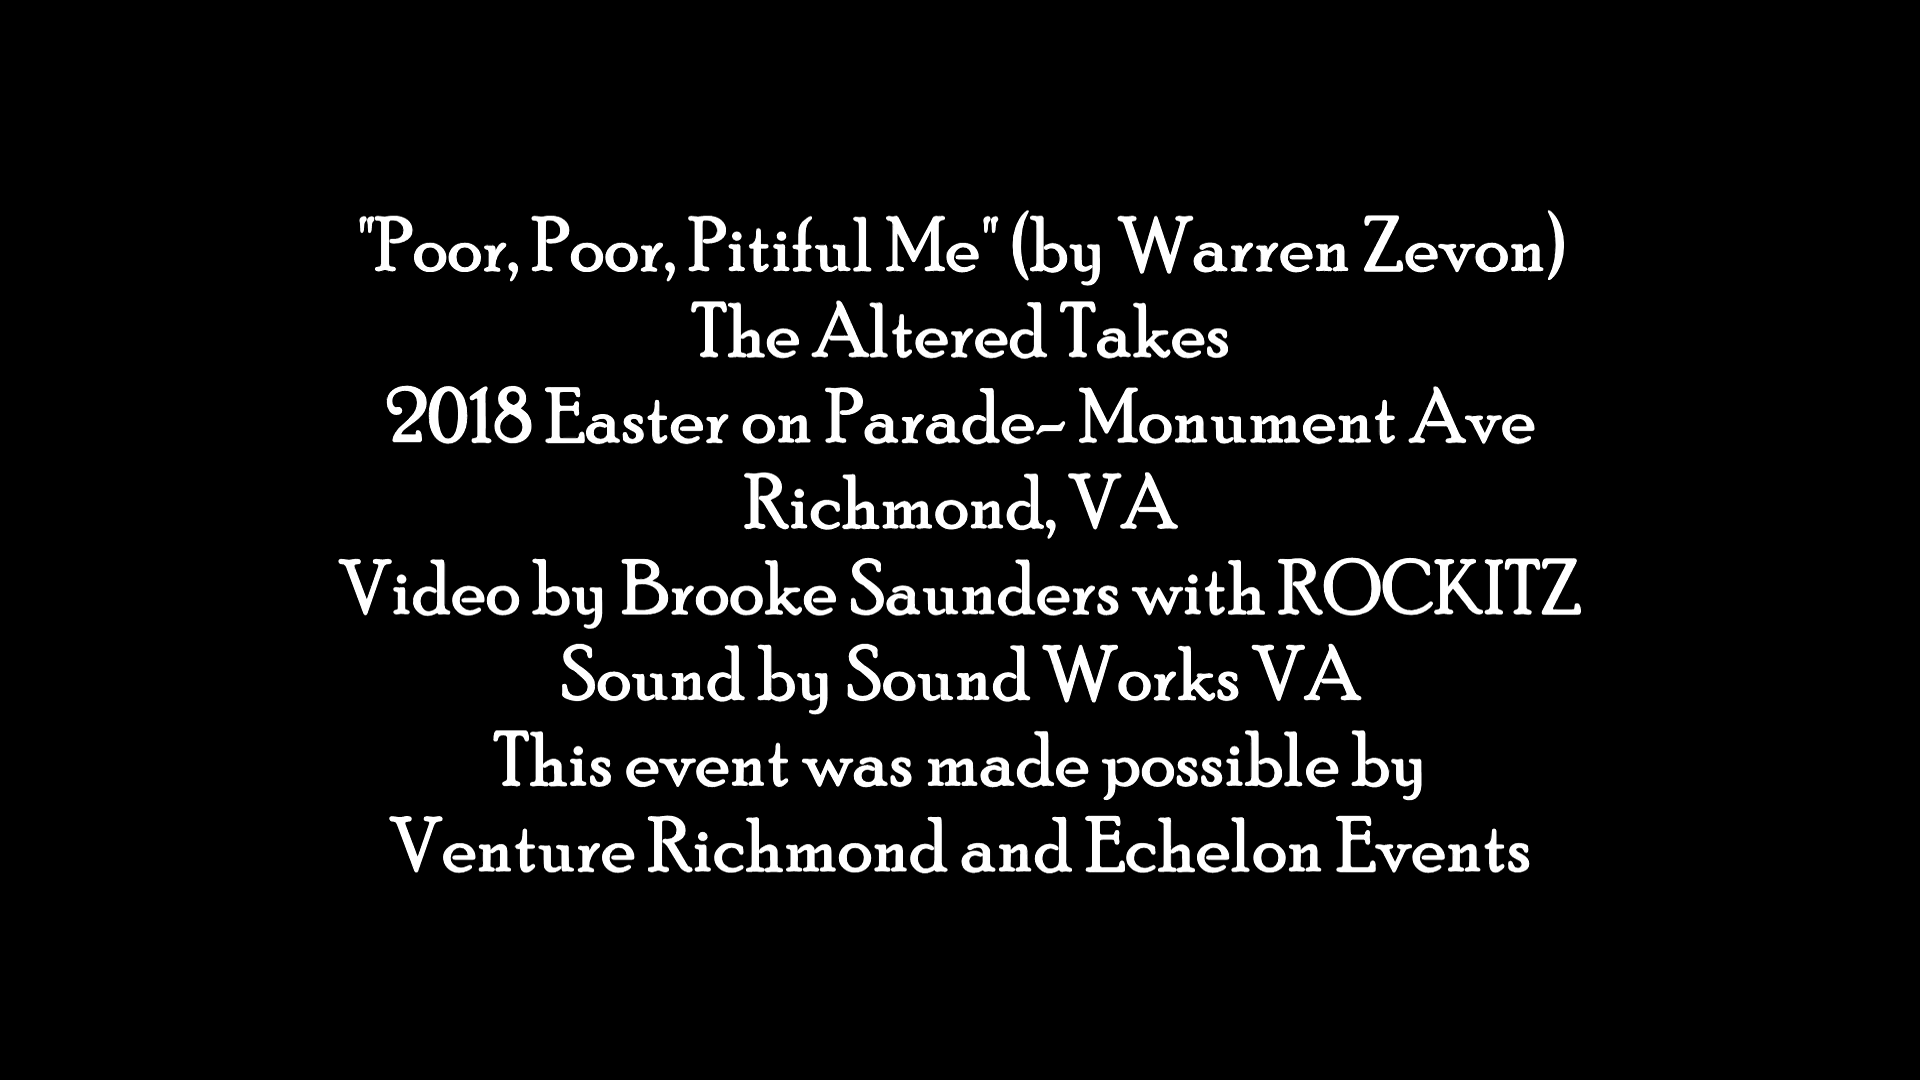 "Poor, Poor, Pitiful Me" (by Warren Zevon)
The Altered Takes
2018 Easter on Parade- Monument Ave
Richmond, VA
Video by Brooke Saunders with ROCKITZ
Sound by Sound Works VA
This event was made possible by
Venture Richmond and Echelon Events